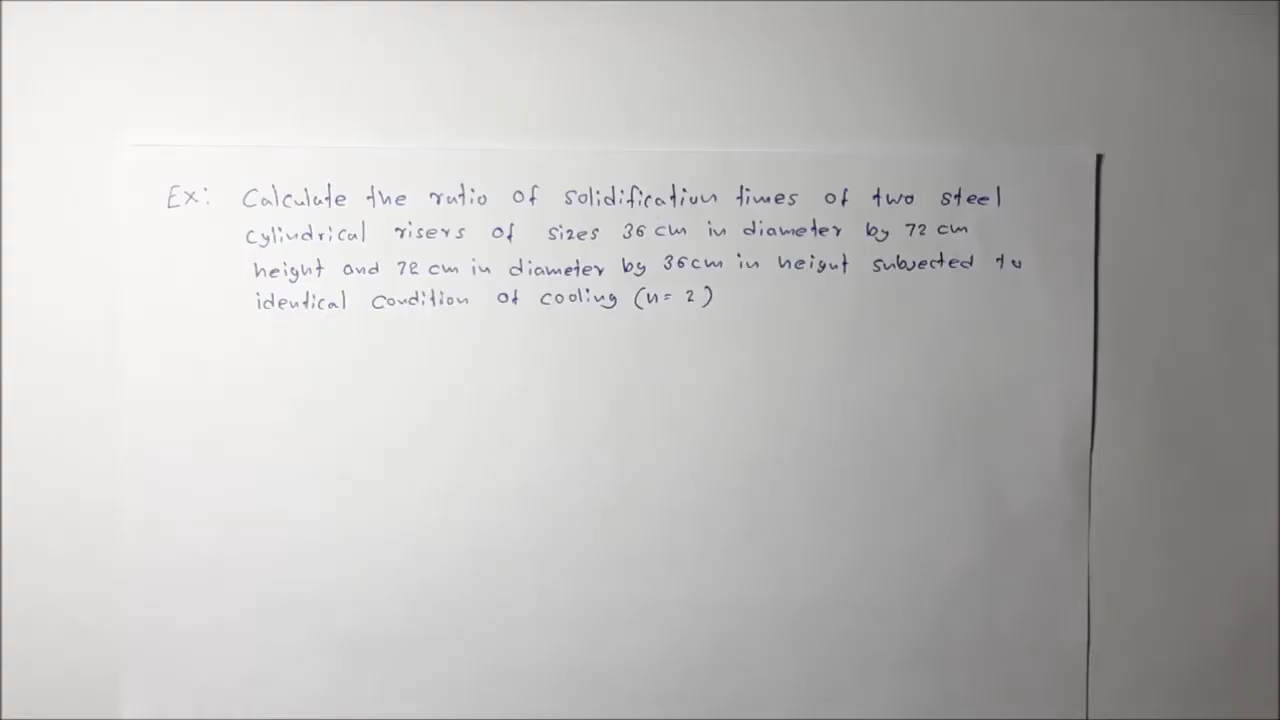 Ex: Calculate the ratio of solidification times of two steel
cylindrical risers of sizes 36 cm in diameter by 72 cm
height and 72 cm in diameter by 36cm in height subjected to
identical condition of cooling (n= 2)